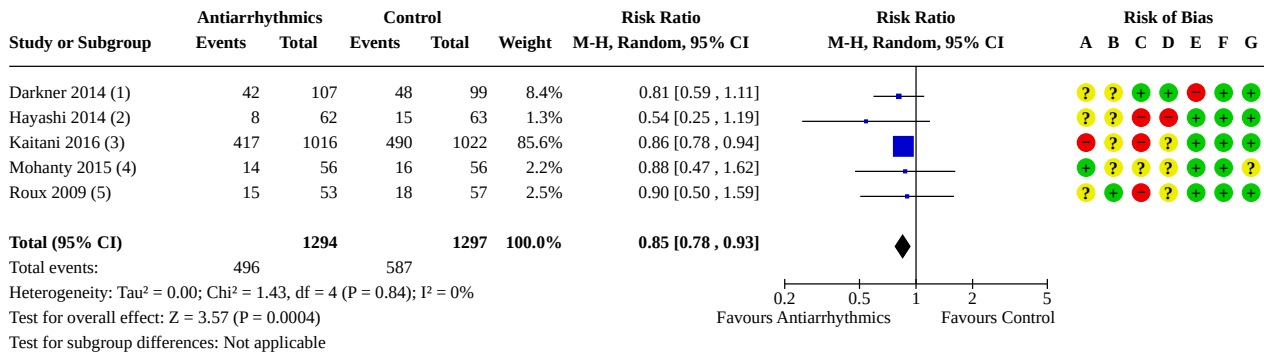 Antiarrhythmics Control Risk Ratio Risk Ratio Risk of Bias
Study or Subgroup Events Total Events Total Weight M-H, Random, 95% CI M-H, Random, 95% CI A B C D E F G
Darkner 2014 (1) 42 107 48 99 8.4% 0.81 [0.59 , 1.11] ? ? + + − + +
Hayashi 2014 (2) 8 62 15 63 1.3% 0.54 [0.25 , 1.19] ? ? − − + + +
Kaitani 2016 (3) 417 1016 490 1022 85.6% 0.86 [0.78 , 0.94] − ? − ? + + +
Mohanty 2015 (4) 14 56 16 56 2.2% 0.88 [0.47 , 1.62] + ? ? ? + + ?
Roux 2009 (5) 15 53 18 57 2.5% 0.90 [0.50 , 1.59] ? + − ? + + +
Total (95% CI) 1294 1297 100.0% 0.85 [0.78 , 0.93]
Total events: 496 587
Heterogeneity: Tau² = 0.00; Chi² = 1.43, df = 4 (P = 0.84); I² = 0%
0.2 0.5 1 2 5
Test for overall effect: Z = 3.57 (P = 0.0004)
Favours Antiarrhythmics Favours Control
Test for subgroup differences: Not applicable